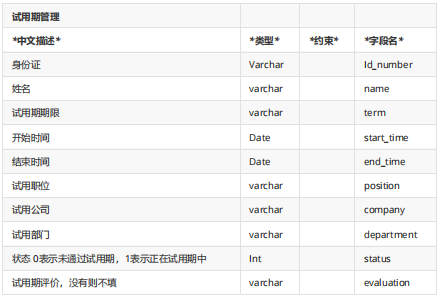 试用期管理
*中文描述* *类型* *约束* *字段名*
身份证 Varchar Id_number
姓名 varchar name
试用期期限 varchar term
开始时间 Date start_time
结束时间 Date end_time
试用职位 varchar position
试用公司 varchar company
试用部门 varchar department
状态 0表示未通过试用期，1表示正在试用期中 Int status
试用期评价，没有则不填 varchar evaluation